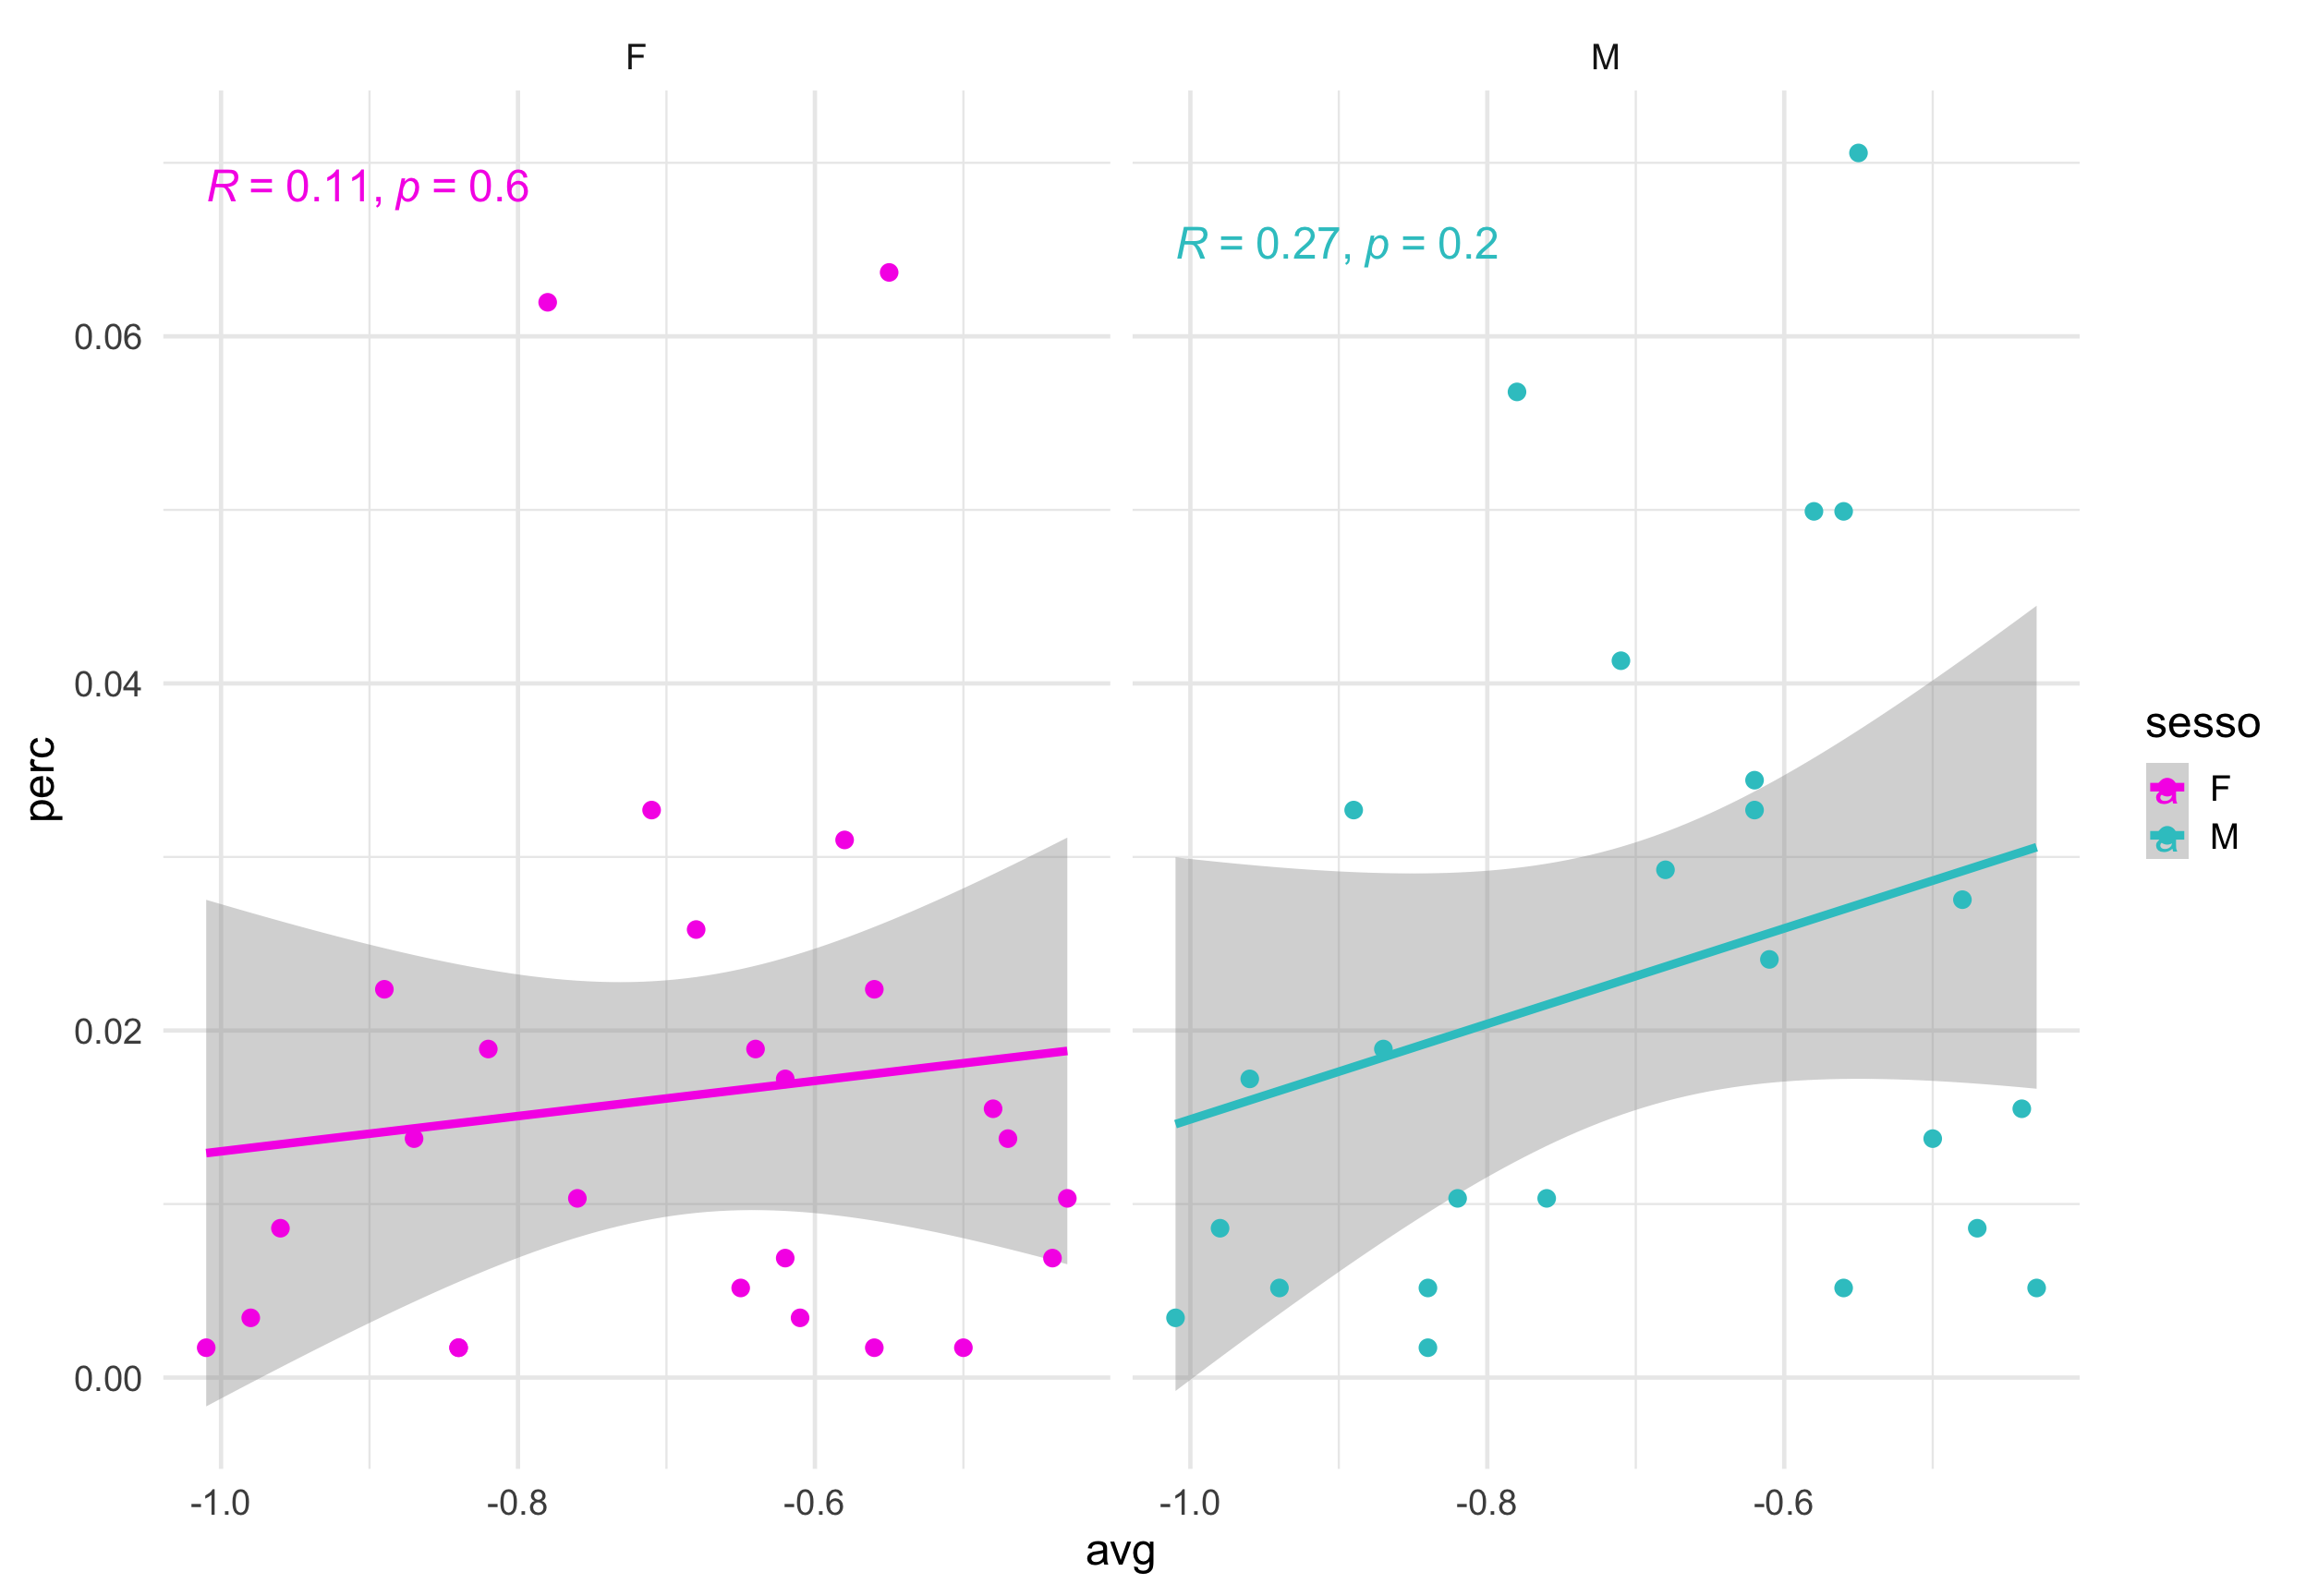 F
M
R = 0.11, p = 0.6
R = 0.27, p = 0.2
0.06
0.04
0.02
0.00
perc
-1.0
-0.8
-0.6
-1.0
-0.8
-0.6
avg
sesso
a F
a M